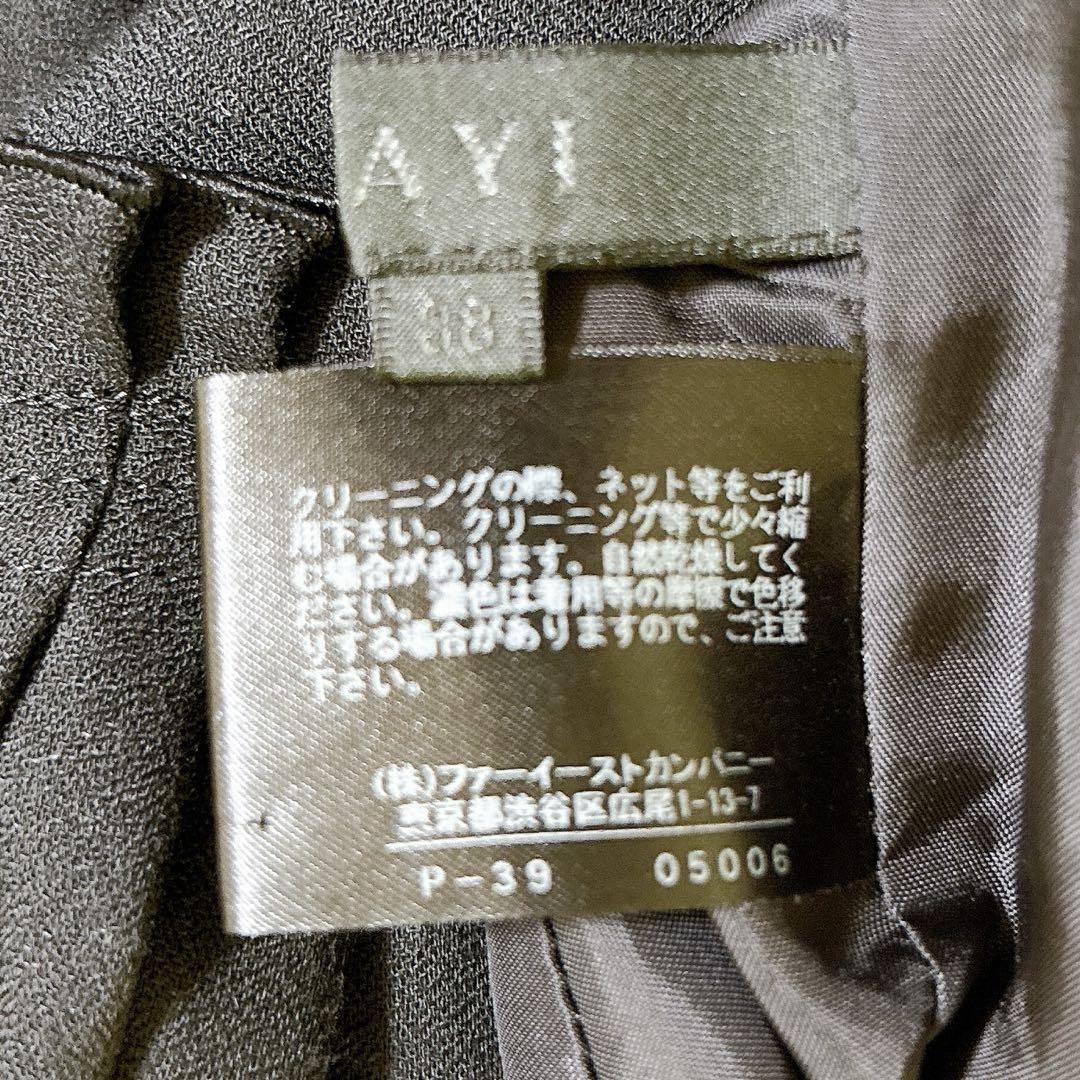 AYI
38
クリーニングの際、ネット等をご利
用下さい。クリーニング等で少々縮
む場合があります。自然乾燥してく
ださい。濃色は着用等の摩擦で色移
りする場合がありますので、ご注意
下さい。
(株)ファーイーストカンパニー
東京都渋谷区広尾1-13-7
P-39 05006